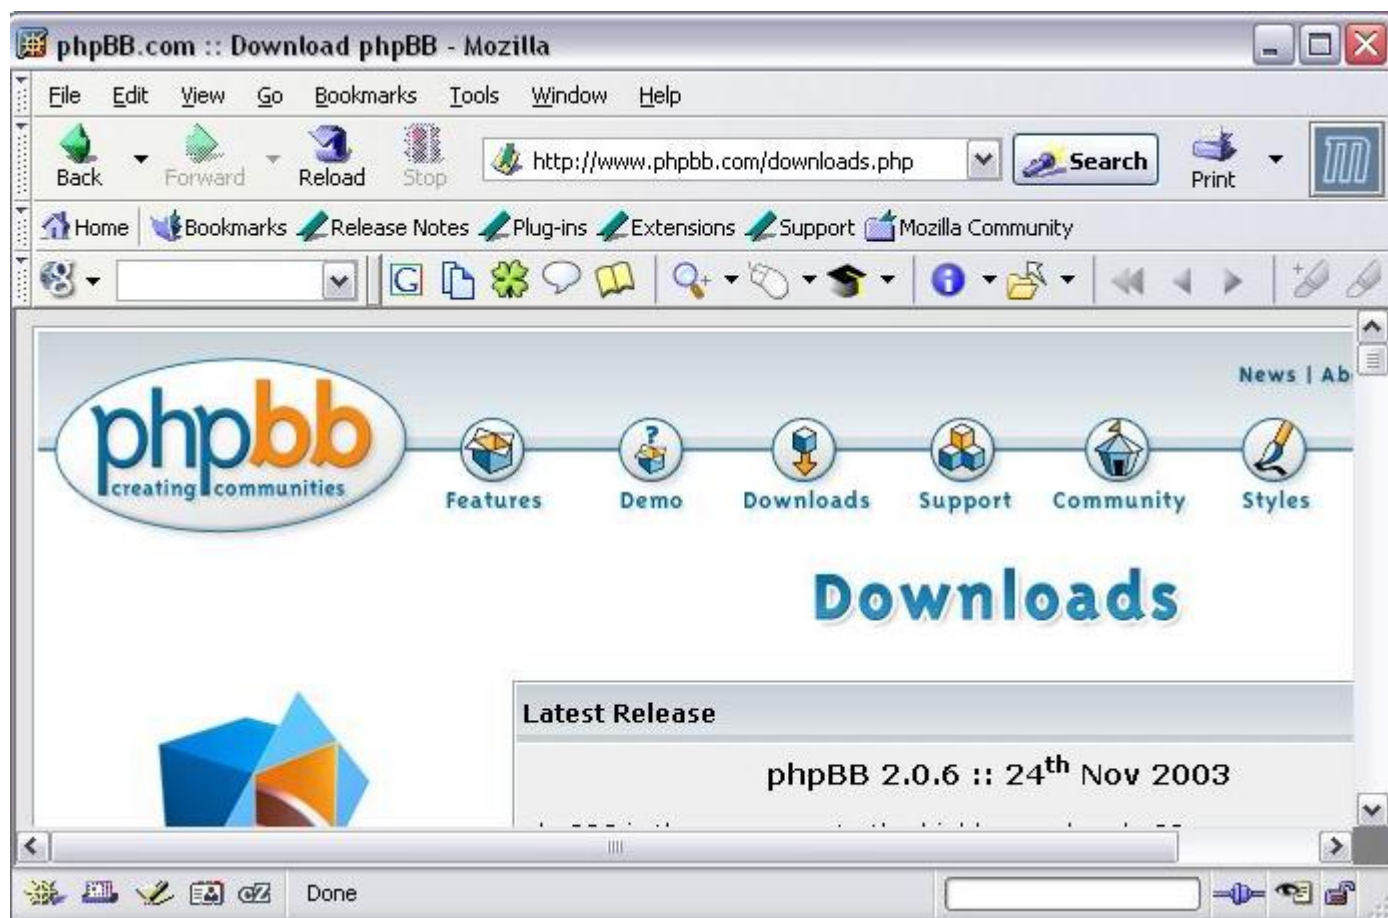 phpBB.com :: Download phpBB - Mozilla
File Edit View Go Bookmarks Tools Window Help
Back Forward Reload Stop http://www.phpbb.com/downloads.php Search Print
Home Bookmarks Release Notes Plug-ins Extensions Support Mozilla Community
News | Ab
phpbb
creating communities
Features Demo Downloads Support Community Styles
Downloads
Latest Release
phpBB 2.0.6 :: 24th Nov 2003
Done